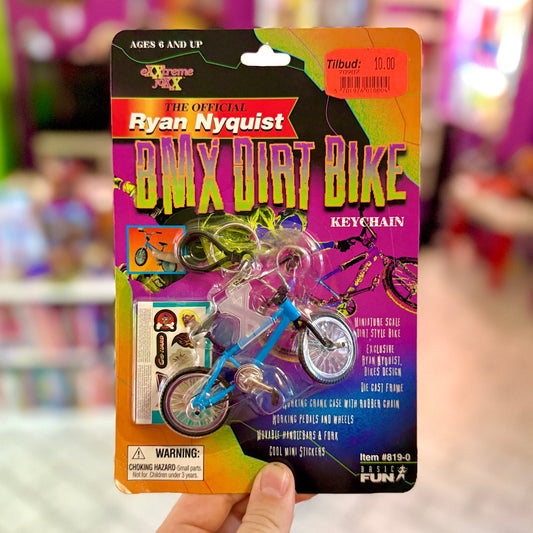 AGES 6 AND UP
eXXtreme
JoKX
Tilbud: 10.00
70907
THE OFFICIAL
Ryan Nyquist
BMX DIRT BIKE
KEYCHAIN
MINIATURE SCALE
DIRT STYLE BIKE
EXCLUSIVE
RYAN NYQUIST,
BIKES DESIGN
DIE CAST FRAME
WORKING CRANK CASE WITH RUBBER CHAIN
WORKING PEDALS AND WHEELS
MOVABLE HANDLEBARS & FORK
COOL MINI STICKERS
WARNING:
CHOKING HAZARD-Small parts.
Not for Children under 3 years.
Item #819-0
BASIC
FUN